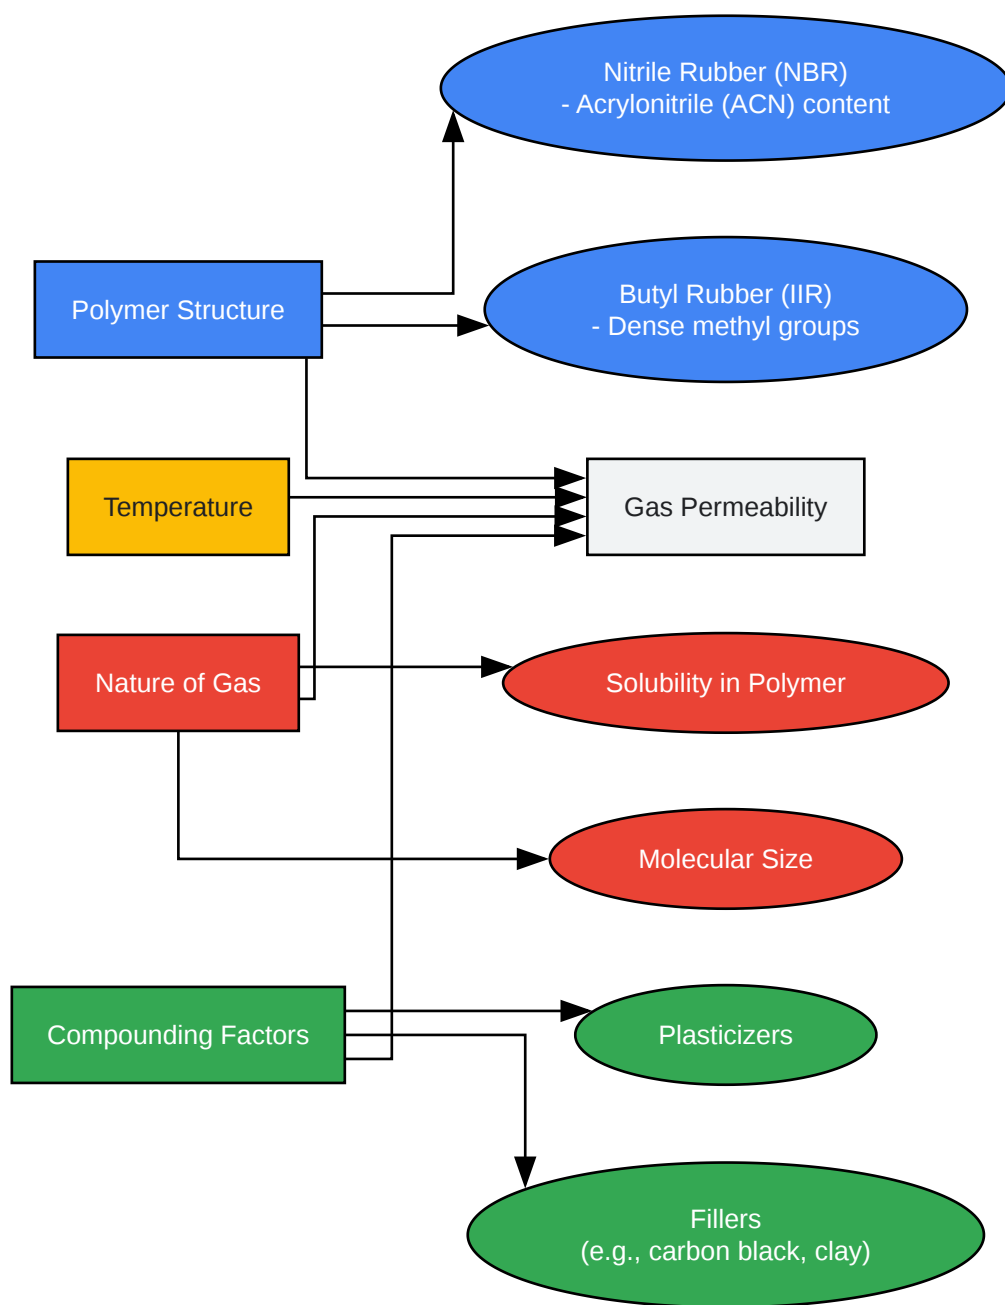 Nitrile Rubber (NBR)
- Acrylonitrile (ACN) content
Polymer Structure
Butyl Rubber (IIR)
- Dense methyl groups
Temperature
Gas Permeability
Nature of Gas
Solubility in Polymer
Molecular Size
Compounding Factors
Plasticizers
Fillers
(e.g., carbon black, clay)